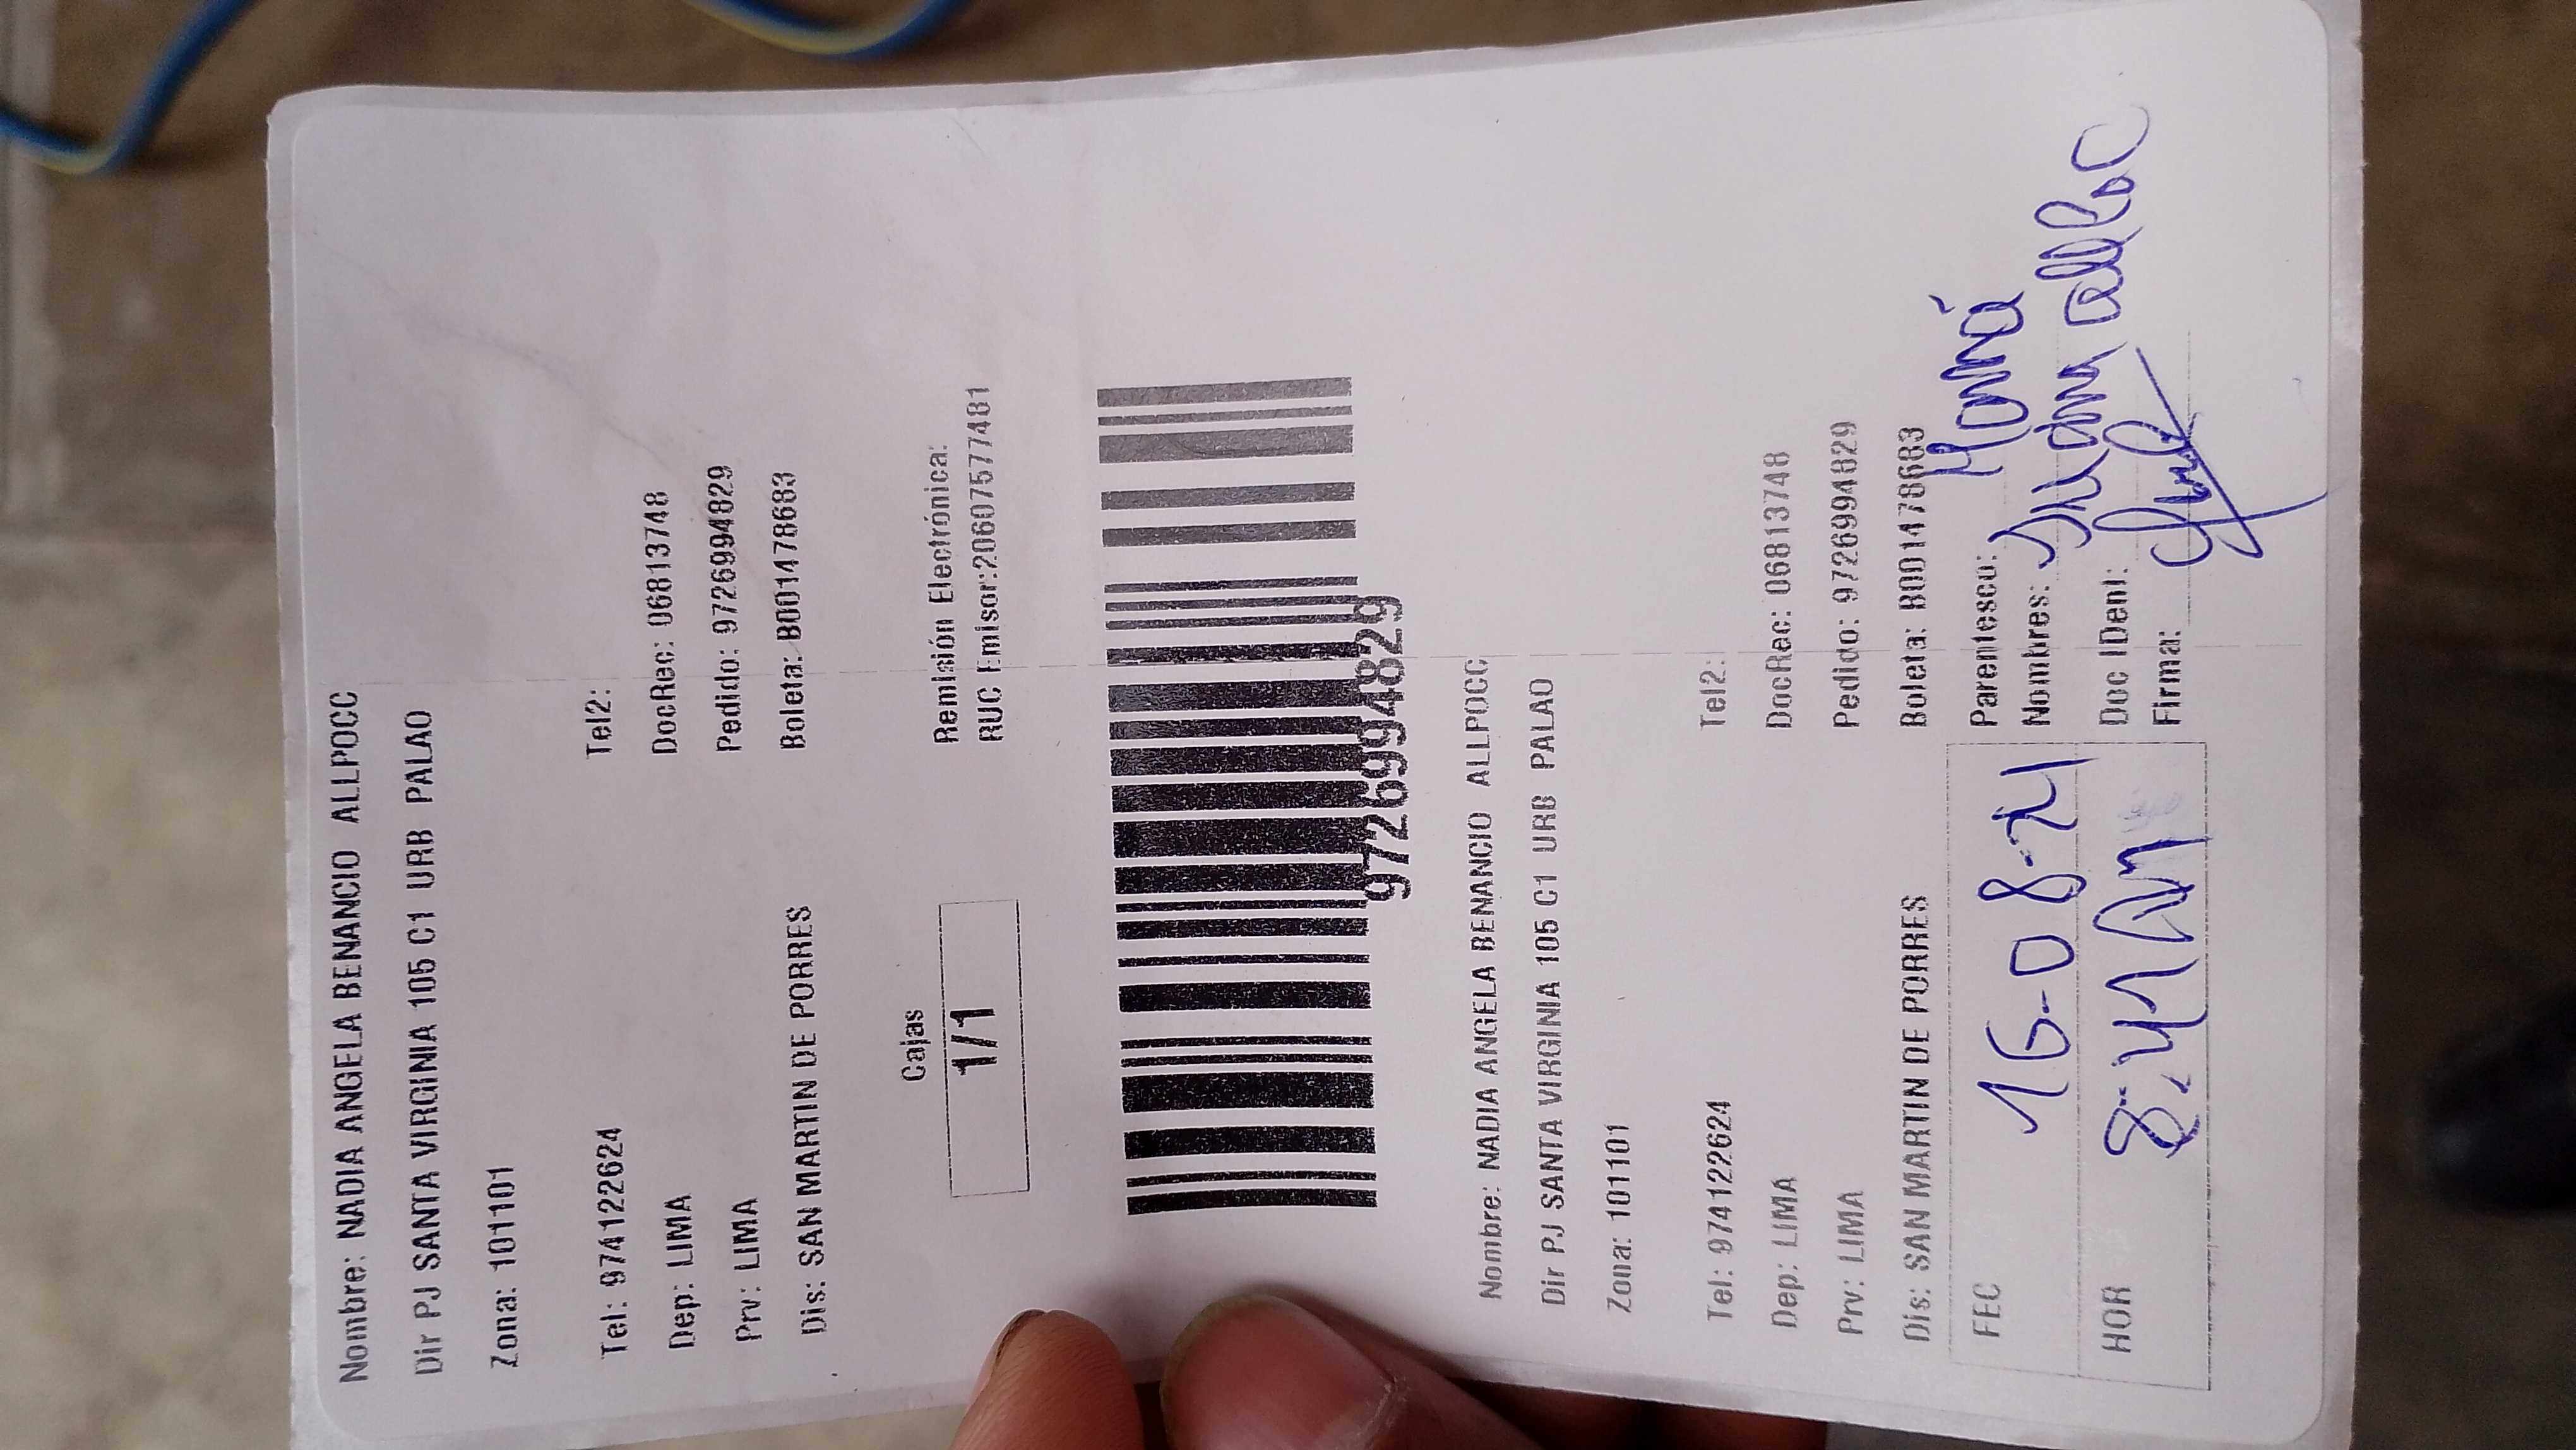 Nombre: NADIA ANGELA BENANCIO ALLPOCC
Dir PJ SANTA VIRGINIA 105 C1 URB PALAO
Zona: 101101
Tel: 974122624 Tel2:
Dep: LIMA DocRec: 06813748
Prv: LIMA Pedido: 9726994829
Dis: SAN MARTIN DE PORRES Boleta: B001478683
Cajas
1/1
Remisión Electrónica:
RUC Emisor:20607577481
9726994829
Nombre: NADIA ANGELA BENANCIO ALLPOCC
Dir PJ SANTA VIRGINIA 105 C1 URB PALAO
Zona: 101101
Tel: 974122624 Tel2:
Dep: LIMA DocRec: 06813748
Prv: LIMA Pedido: 9726994829
Dis: SAN MARTIN DE PORRES Boleta: B001478683
FEC 16-08-21 Parentesco: Mamá
Nombres: Juana
HOR 8:41AM Doc IDent:
Firma: